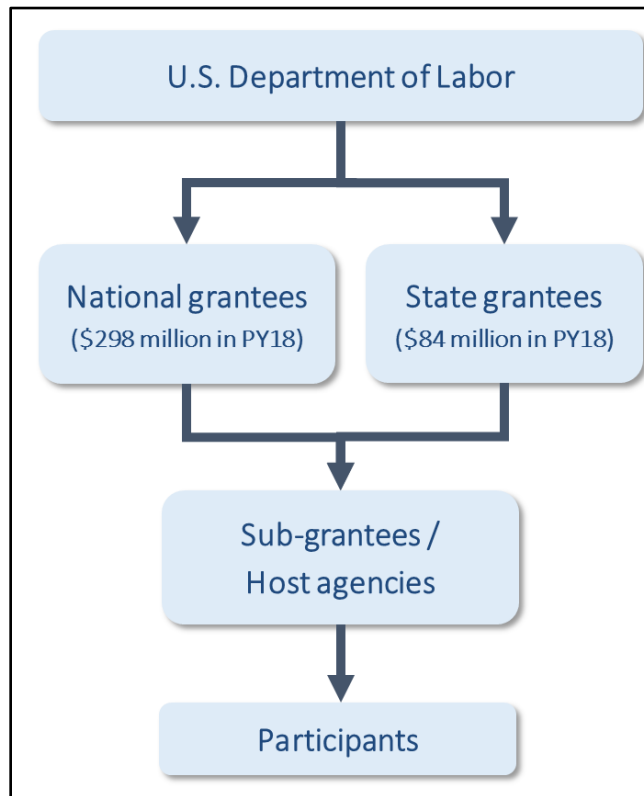 U.S. Department of Labor
National grantees
($298 million in PY18)
State grantees
($84 million in PY18)
Sub-grantees /
Host agencies
Participants